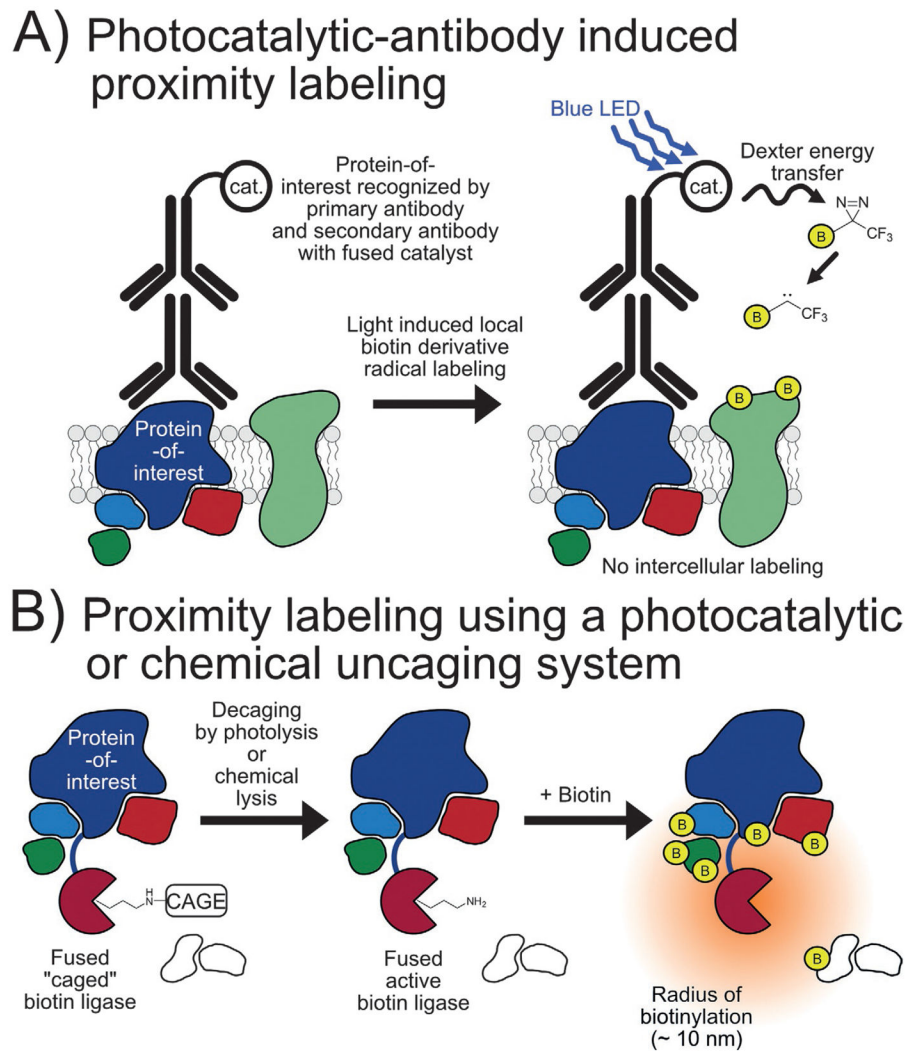 A) Photocatalytic-antibody induced
proximity labeling
Blue LED
cat.
Protein-of-
interest recognized by
primary antibody
and secondary antibody
with fused catalyst
cat.
Dexter energy
transfer
N=N
B
CF3
B
CF3
Light induced local
biotin derivative
radical labeling
B
B
Protein
-of-
interest
No intercellular labeling
B) Proximity labeling using a photocatalytic
or chemical uncaging system
Protein
-of-
interest
Decaging
by photolysis
or
chemical
lysis
+ Biotin
B
B
B
B
B
H
N
CAGE
NH2
Fused
"caged"
biotin ligase
Fused
active
biotin ligase
B
Radius of
biotinylation
(~ 10 nm)